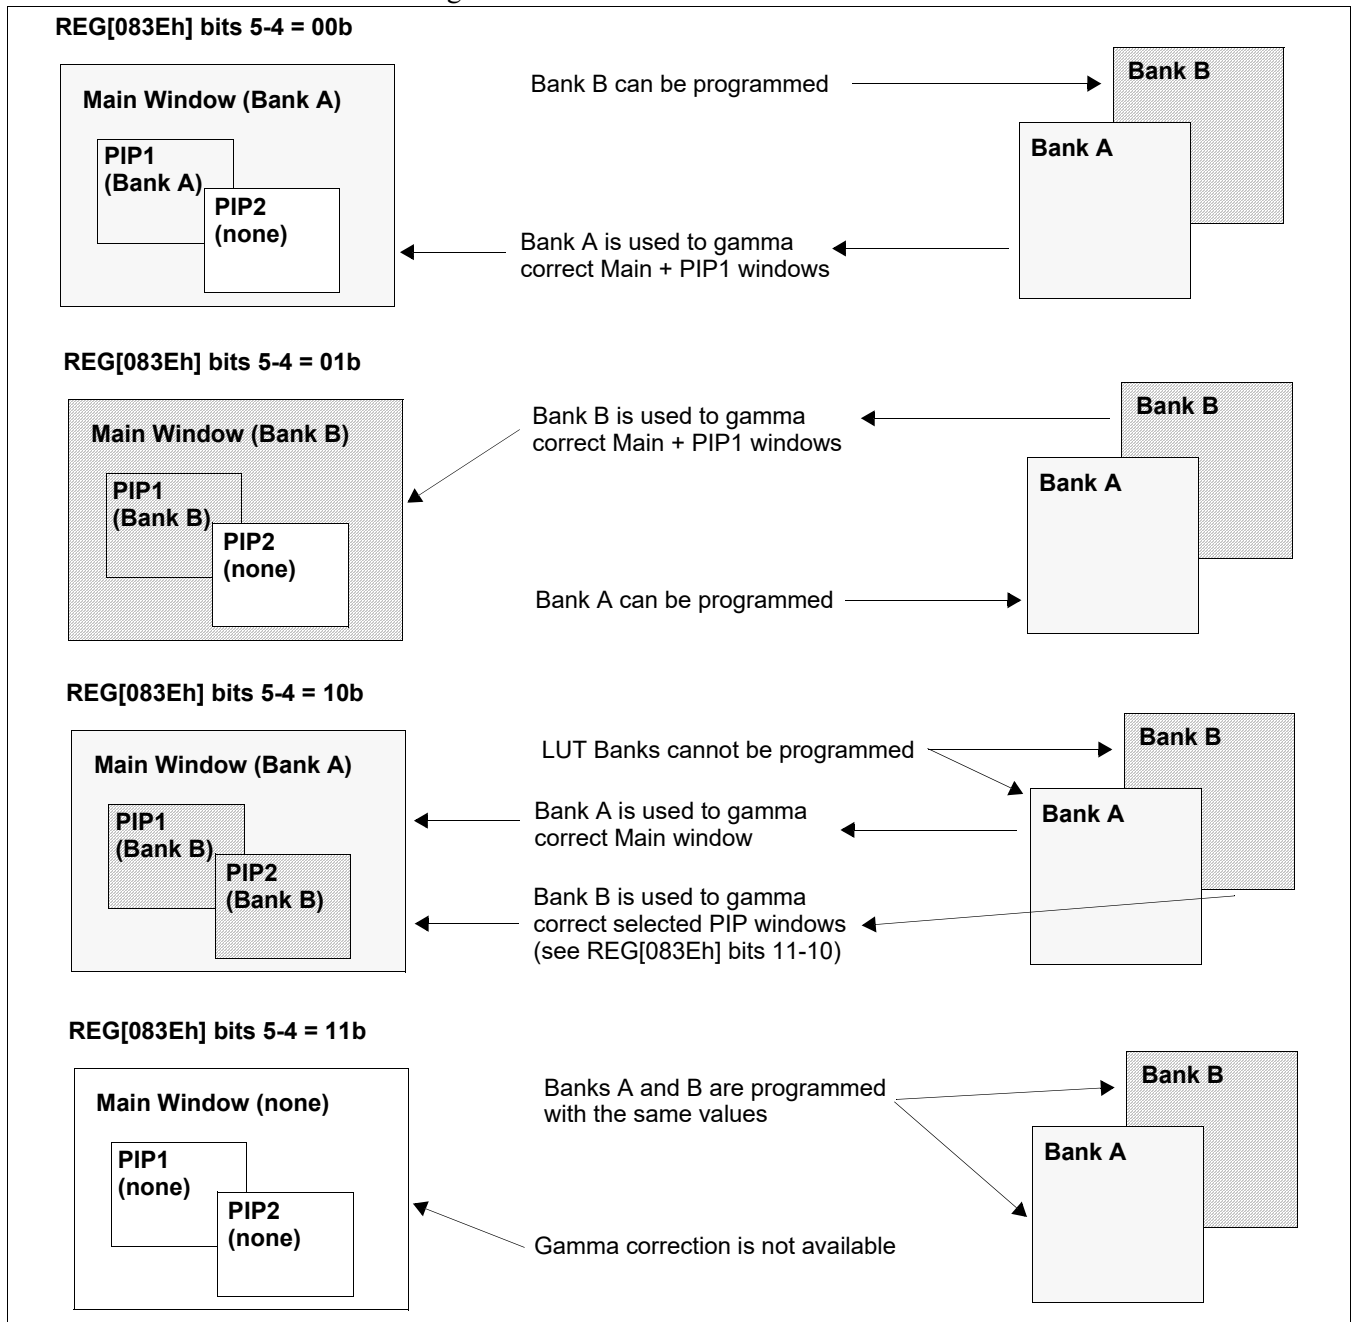 REG[083Eh] bits 5-4 = 00b
Main Window (Bank A)
PIP1
(Bank A)
PIP2
(none)
Bank B can be programmed
Bank A is used to gamma
correct Main + PIP1 windows
Bank B
Bank A
REG[083Eh] bits 5-4 = 01b
Main Window (Bank B)
PIP1
(Bank B)
PIP2
(none)
Bank B is used to gamma
correct Main + PIP1 windows
Bank A can be programmed
Bank B
Bank A
REG[083Eh] bits 5-4 = 10b
Main Window (Bank A)
PIP1
(Bank B)
PIP2
(Bank B)
LUT Banks cannot be programmed
Bank A is used to gamma
correct Main window
Bank B is used to gamma
correct selected PIP windows
(see REG[083Eh] bits 11-10)
Bank B
Bank A
REG[083Eh] bits 5-4 = 11b
Main Window (none)
PIP1
(none)
PIP2
(none)
Banks A and B are programmed
with the same values
Gamma correction is not available
Bank B
Bank A